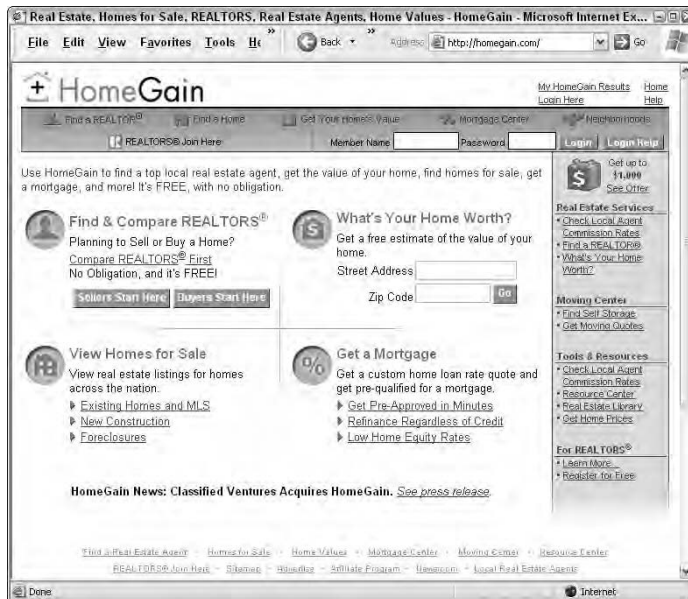 Real Estate, Homes for Sale, REALTORS, Real Estate Agents, Home Values - HomeGain - Microsoft Internet Ex...
File Edit View Favorites Tools » Back » Address http://homegain.com/ Go
HomeGain
My HomeGain Results Home
Login Here Help
Find a REALTOR® Find a Home Get Your Home's Value Mortgage Center Neighborhoods
REALTORS® Join Here Member Name Password Login Login Help
Use HomeGain to find a top local real estate agent, get the value of your home, find homes for sale, get
a mortgage, and more! It's FREE, with no obligation.
Find & Compare REALTORS®
Planning to Sell or Buy a Home?
Compare REALTORS® First
No Obligation, and it's FREE!
Sellers Start Here Buyers Start Here
What's Your Home Worth?
Get a free estimate of the value of your
home.
Street Address
Zip Code Go
View Homes for Sale
View real estate listings for homes
across the nation.
Existing Homes and MLS
New Construction
Foreclosures
Get a Mortgage
Get a custom home loan rate quote and
get pre-qualified for a mortgage.
Get Pre-Approved in Minutes
Refinance Regardless of Credit
Low Home Equity Rates
HomeGain News: Classified Ventures Acquires HomeGain. See press release.
$
Get up to
$1,000
See Offer
Real Estate Services
• Check Local Agent
Commission Rates
• Find a REALTOR®
• What's Your Home
Worth?
Moving Center
• Find Self Storage
• Get Moving Quotes
Tools & Resources
• Check Local Agent
Commission Rates
• Resource Center
• Real Estate Library
• Get Home Prices
For REALTORS®
• Learn More
• Register for Free
Find a Real Estate Agent - Homes for Sale - Home Values - Mortgage Center - Moving Center - Resource Center
REALTORS® Join Here - Sitemap - Advertise - Affiliate Program - Newsroom - Local Real Estate Agents
Done Internet